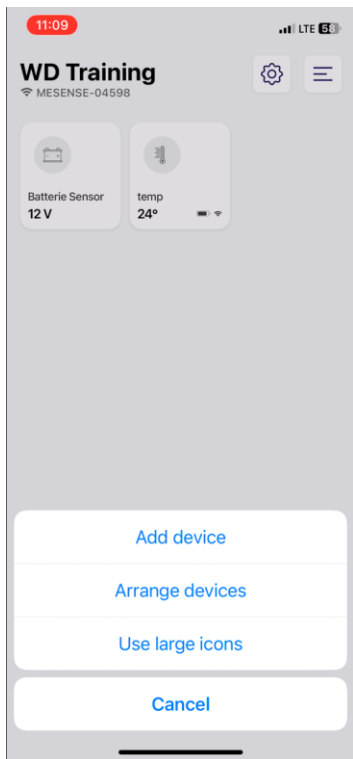 11:09
LTE 53
WD Training
MESENSE-04598
Batterie Sensor
12 V
temp
24°
Add device
Arrange devices
Use large icons
Cancel